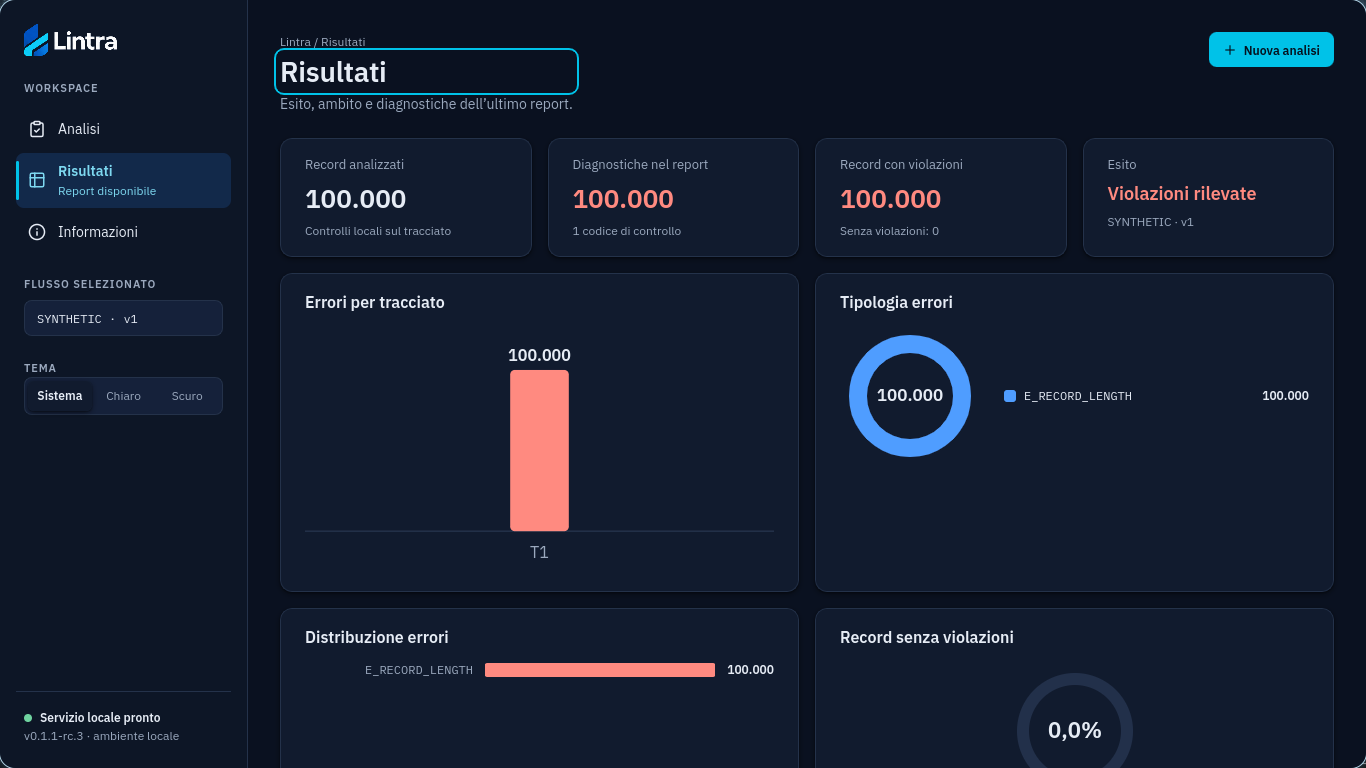 Lintra
WORKSPACE
Analisi
Risultati
Report disponibile
Informazioni
FLUSSO SELEZIONATO
SYNTHETIC · v1
TEMA
Sistema Chiaro Scuro
Servizio locale pronto
v0.1.1-rc.3 · ambiente locale
Lintra / Risultati
Risultati
Esito, ambito e diagnostiche dell’ultimo report.
+ Nuova analisi
Record analizzati
100.000
Controlli locali sul tracciato
Diagnostiche nel report
100.000
1 codice di controllo
Record con violazioni
100.000
Senza violazioni: 0
Esito
Violazioni rilevate
SYNTHETIC · v1
Errori per tracciato
100.000
T1
Tipologia errori
100.000
E_RECORD_LENGTH 100.000
Distribuzione errori
E_RECORD_LENGTH 100.000
Record senza violazioni
0,0%